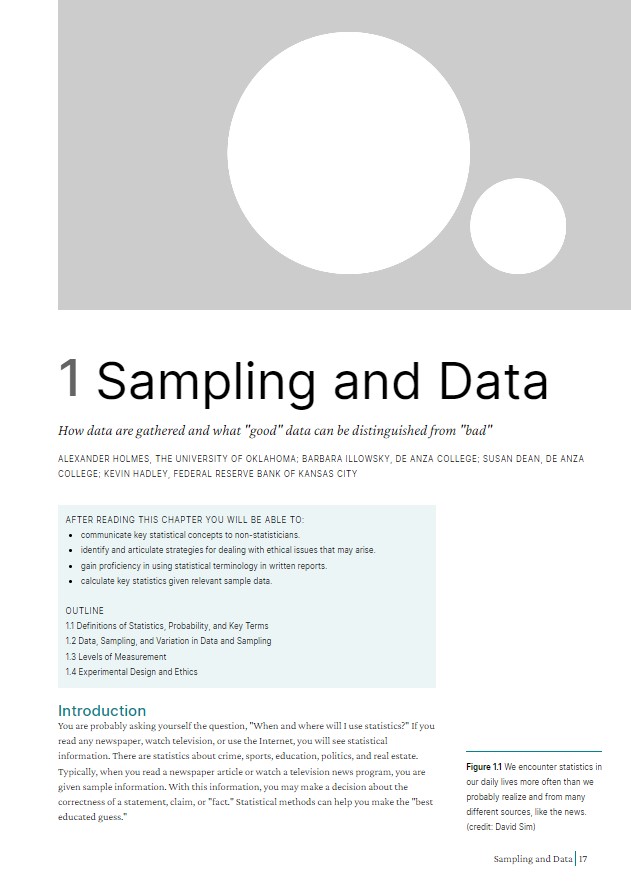 1 Sampling and Data
How data are gathered and what "good" data can be distinguished from "bad"
ALEXANDER HOLMES, THE UNIVERSITY OF OKLAHOMA; BARBARA ILLOWSKY, DE ANZA COLLEGE; SUSAN DEAN, DE ANZA
COLLEGE; KEVIN HADLEY, FEDERAL RESERVE BANK OF KANSAS CITY
AFTER READING THIS CHAPTER YOU WILL BE ABLE TO:
• communicate key statistical concepts to non-statisticians.
• identify and articulate strategies for dealing with ethical issues that may arise.
• gain proficiency in using statistical terminology in written reports.
• calculate key statistics given relevant sample data.
OUTLINE
1.1 Definitions of Statistics, Probability, and Key Terms
1.2 Data, Sampling, and Variation in Data and Sampling
1.3 Levels of Measurement
1.4 Experimental Design and Ethics
Introduction
You are probably asking yourself the question, "When and where will I use statistics?" If you
read any newspaper, watch television, or use the Internet, you will see statistical
information. There are statistics about crime, sports, education, politics, and real estate.
Typically, when you read a newspaper article or watch a television news program, you are
given sample information. With this information, you may make a decision about the
correctness of a statement, claim, or "fact." Statistical methods can help you make the "best
educated guess."
Figure 1.1 We encounter statistics in
our daily lives more often than we
probably realize and from many
different sources, like the news.
(credit: David Sim)
Sampling and Data | 17